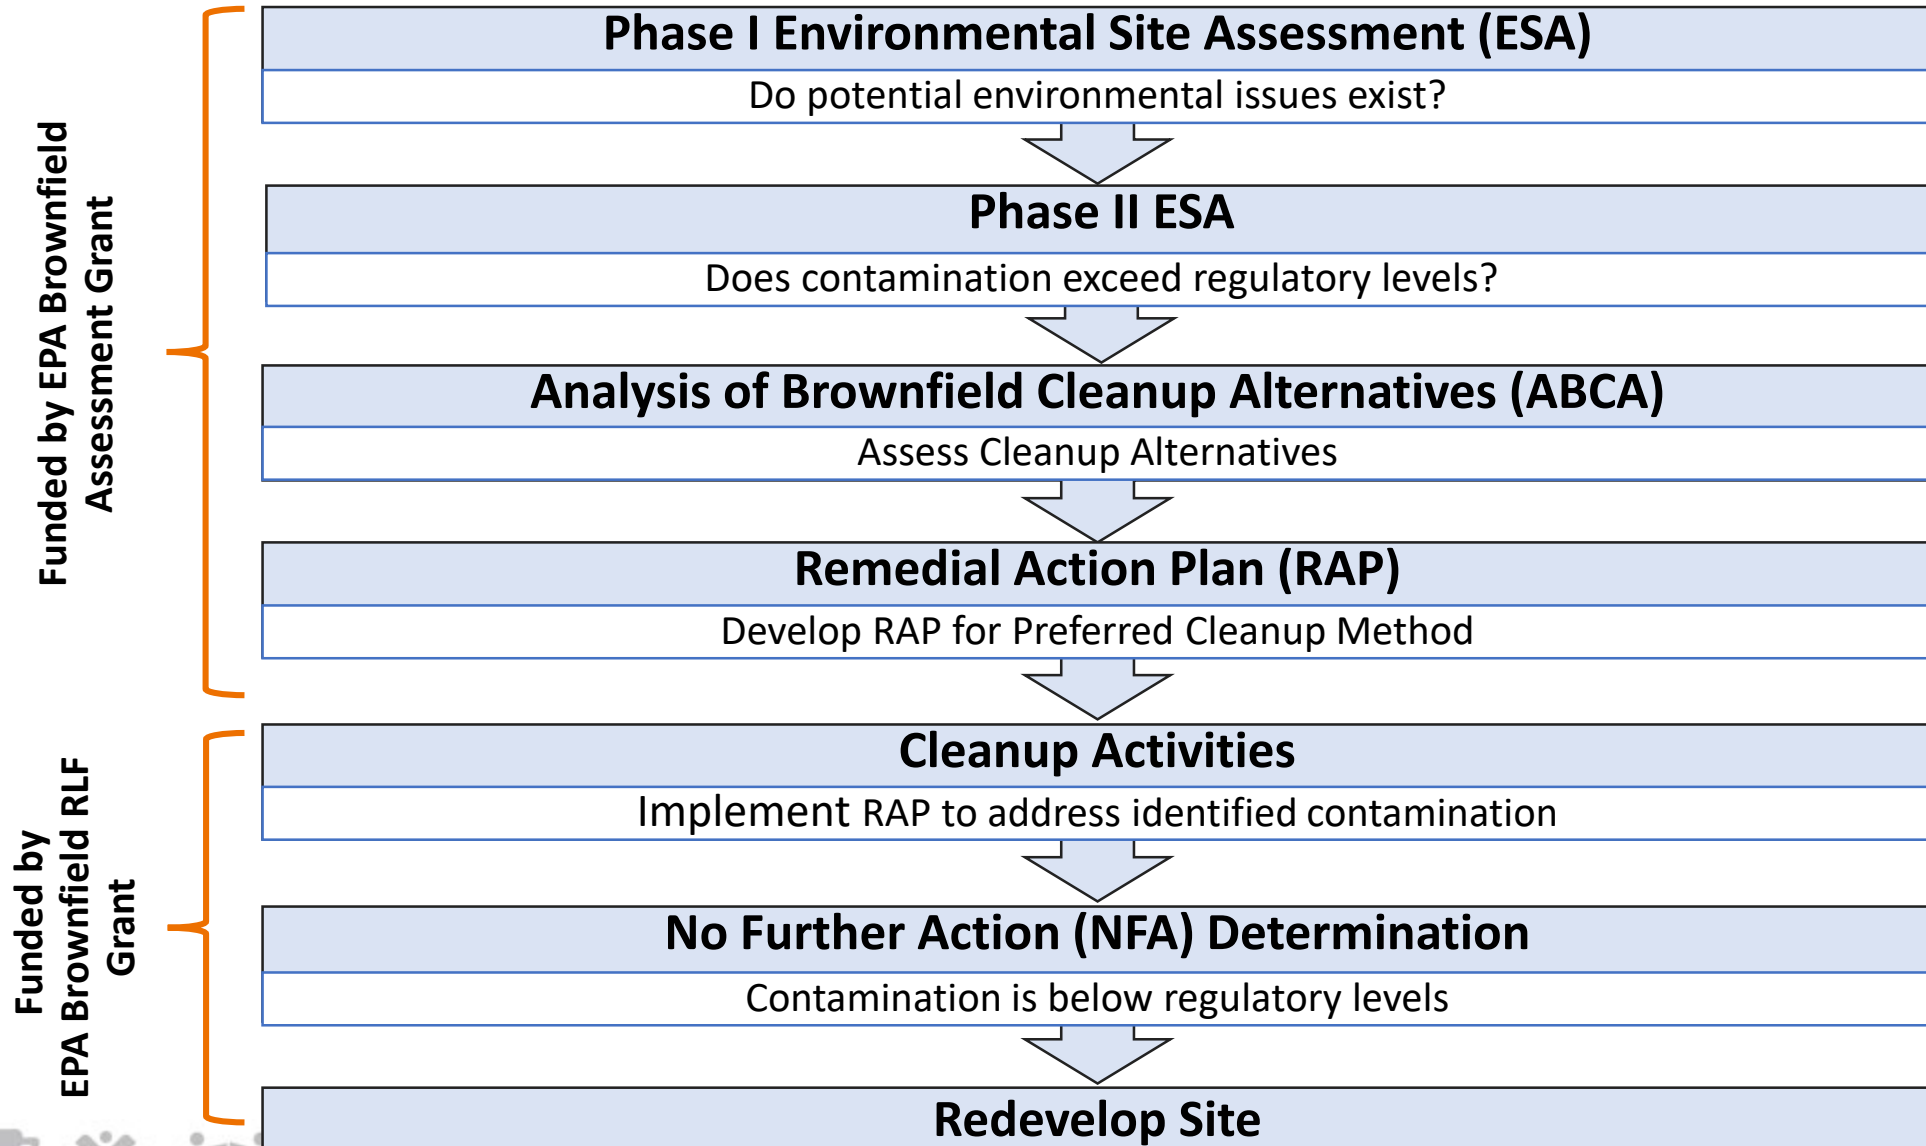 Funded by EPA Brownfield
Assessment Grant
Phase I Environmental Site Assessment (ESA)
Do potential environmental issues exist?
Phase II ESA
Does contamination exceed regulatory levels?
Analysis of Brownfield Cleanup Alternatives (ABCA)
Assess Cleanup Alternatives
Remedial Action Plan (RAP)
Develop RAP for Preferred Cleanup Method
Funded by
EPA Brownfield RLF
Grant
Cleanup Activities
Implement RAP to address identified contamination
No Further Action (NFA) Determination
Contamination is below regulatory levels
Redevelop Site